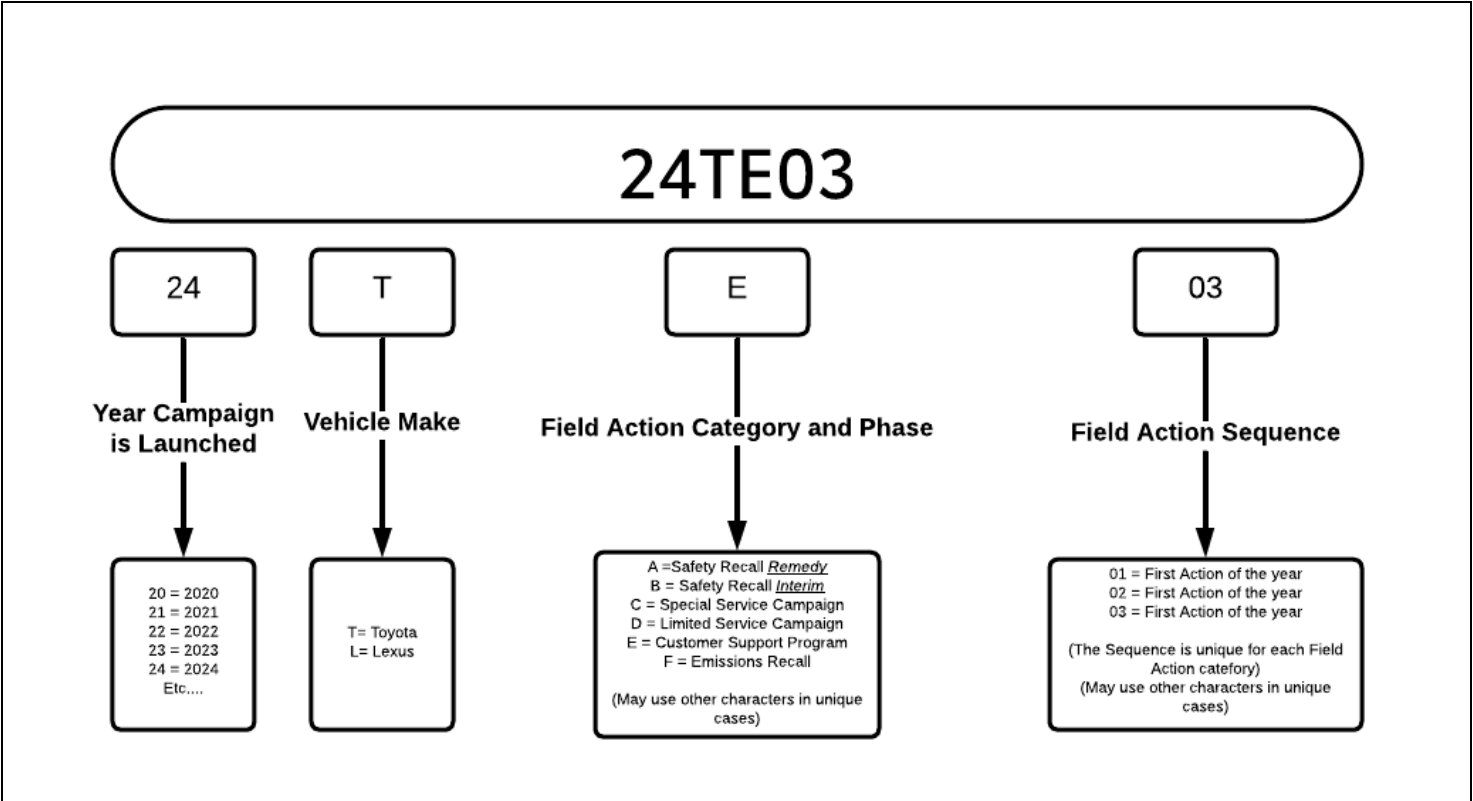 24TE03
24
T
E
03
Year Campaign
is Launched
Vehicle Make
Field Action Category and Phase
Field Action Sequence
20 = 2020
21 = 2021
22 = 2022
23 = 2023
24 = 2024
Etc....
T= Toyota
L= Lexus
A =Safety Recall Remedy
B = Safety Recall Interim
C = Special Service Campaign
D = Limited Service Campaign
E = Customer Support Program
F = Emissions Recall
(May use other characters in unique
cases)
01 = First Action of the year
02 = First Action of the year
03 = First Action of the year
(The Sequence is unique for each Field
Action catefory)
(May use other characters in unique
cases)